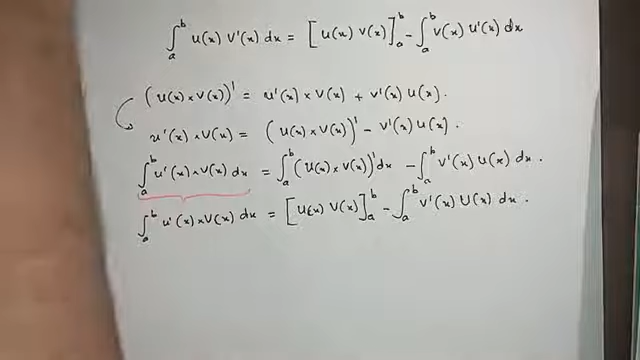 ∫_a^b u(x) v'(x) dx = [u(x) v(x)]_a^b - ∫_a^b v(x) u'(x) dx
(u(x) × v(x))' = u'(x) × v(x) + v'(x) u(x).
u'(x) × v(x) = (u(x) × v(x))' - v'(x) u(x).
∫_a^b u'(x) × v(x) dx = ∫_a^b (u(x) × v(x))' dx - ∫_a^b v'(x) u(x) dx.
∫_a^b u'(x) × v(x) dx = [u(x) v(x)]_a^b - ∫_a^b v'(x) u(x) dx.